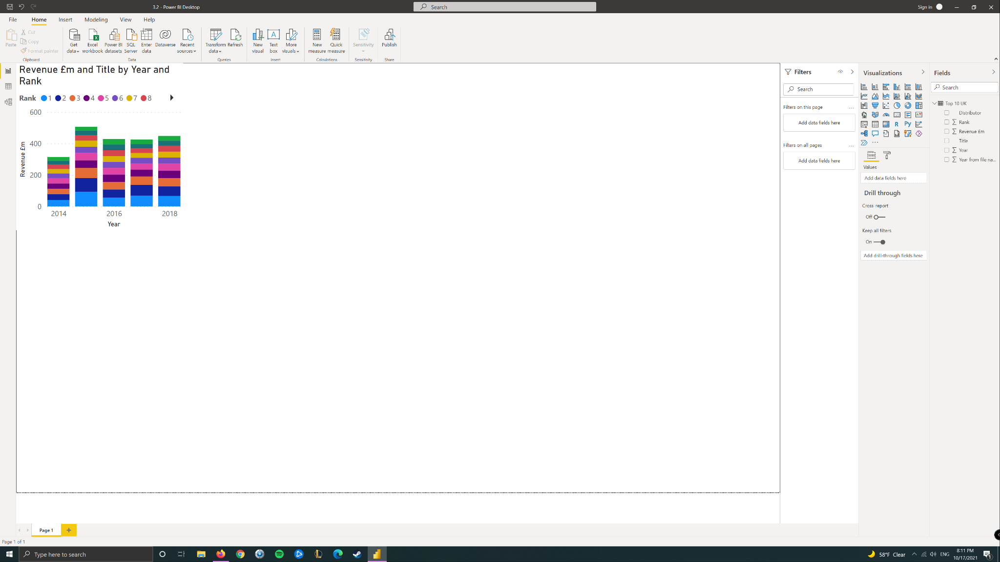 3.2 - Power BI Desktop
Search
Sign in
File
Home
Insert
Modeling
View
Help
Paste
Cut
Copy
Format painter
Clipboard
Get data
Excel workbook
Power BI datasets
SQL Server
Enter data
Dataverse
Recent sources
Data
Transform data
Refresh
Queries
New visual
Text box
More visuals
Insert
New measure
Quick measure
Calculations
Sensitivity
Sensitivity
Publish
Share
Revenue £m and Title by Year and
Rank
Rank 1 2 3 4 5 6 7 8
600
400
200
0
Revenue £m
2014 2016 2018
Year
Filters
Search
Filters on this page ...
Add data fields here
Filters on all pages ...
Add data fields here
Visualizations
123
R Py
...
Values
Add data fields here
Drill through
Cross report
Off
Keep all filters
On
Add drill-through fields here
Fields
Search
Top 10 UK
Distributor
∑ Rank
∑ Revenue £m
Title
∑ Year
∑ Year from file na...
Page 1
+
Page 1 of 1
Type here to search
58°F Clear
ENG
8:11 PM
10/17/2021
1